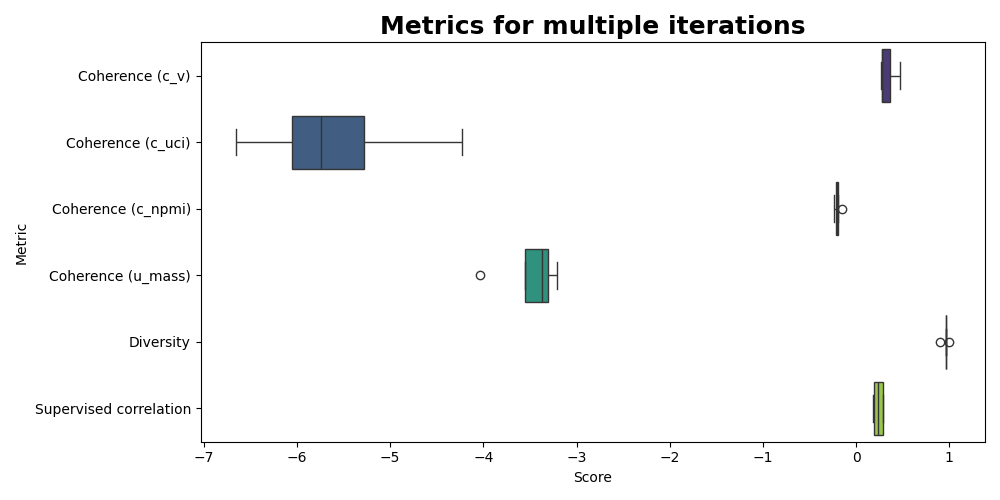 Metrics for multiple iterations
Coherence (c_v)
Coherence (c_uci)
Coherence (c_npmi)
Coherence (u_mass)
Diversity
Supervised correlation
Metric
−7 −6 −5 −4 −3 −2 −1 0 1
Score